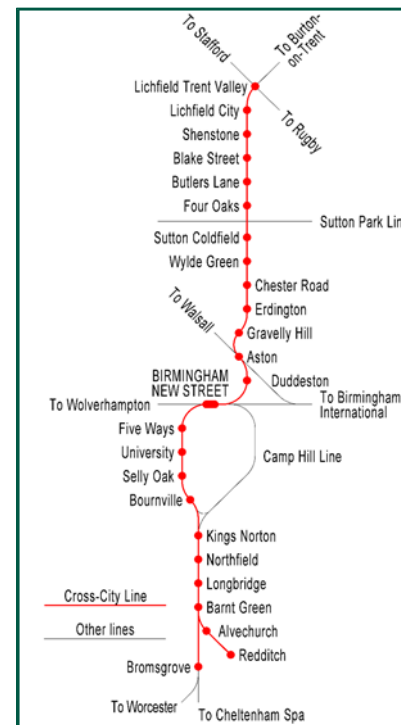 To Stafford
To Burton-
on-Trent
Lichfield Trent Valley
Lichfield City
To Rugby
Shenstone
Blake Street
Butlers Lane
Four Oaks
Sutton Park Lin
Sutton Coldfield
Wylde Green
Chester Road
To Walsall
Erdington
Gravelly Hill
Aston
BIRMINGHAM
NEW STREET
Duddeston
To Wolverhampton
To Birmingham
International
Five Ways
University
Camp Hill Line
Selly Oak
Bournville
Kings Norton
Northfield
Longbridge
Cross-City Line
Barnt Green
Other lines
Alvechurch
Redditch
Bromsgrove
To Worcester
To Cheltenham Spa